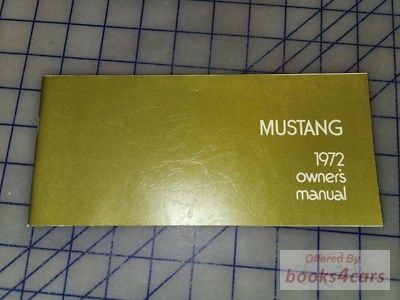 MUSTANG
1972
owner's
manual
Offered By
books4cars